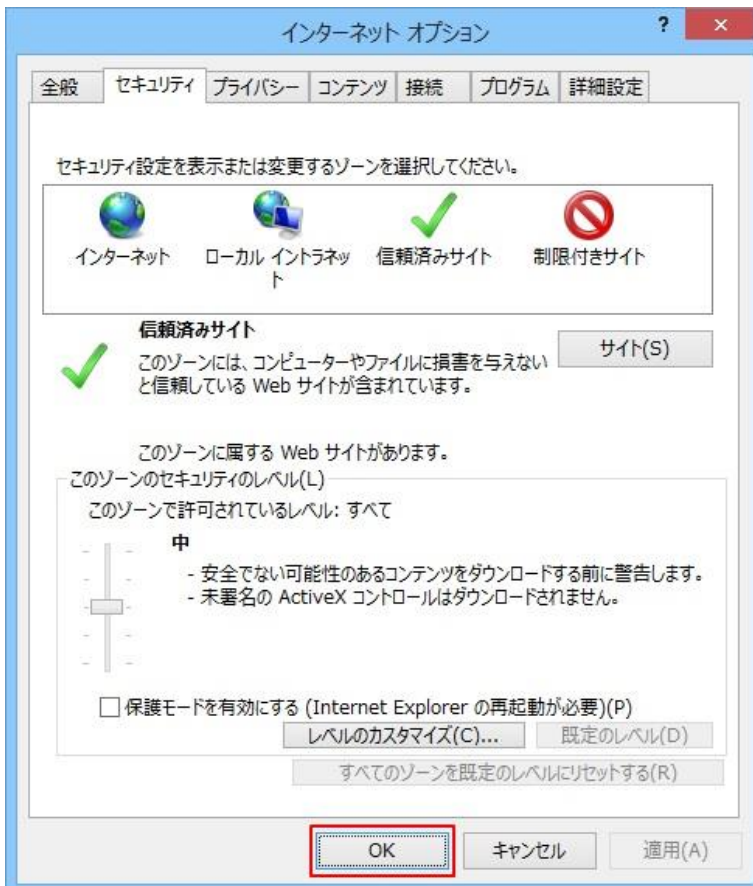 インターネット オプション
? ×
全般 セキュリティ プライバシー コンテンツ 接続 プログラム 詳細設定
セキュリティ設定を表示または変更するゾーンを選択してください。
インターネット ローカル イントラネット 信頼済みサイト 制限付きサイト
信頼済みサイト
サイト(S)
このゾーンには、コンピューターやファイルに損害を与えない
と信頼している Web サイトが含まれています。
このゾーンに属する Web サイトがあります。
このゾーンのセキュリティのレベル(L)
このゾーンで許可されているレベル: すべて
中
- 安全でない可能性のあるコンテンツをダウンロードする前に警告します。
- 未署名の ActiveX コントロールはダウンロードされません。
保護モードを有効にする (Internet Explorer の再起動が必要)(P)
レベルのカスタマイズ(C)... 既定のレベル(D)
すべてのゾーンを既定のレベルにリセットする(R)
OK キャンセル 適用(A)